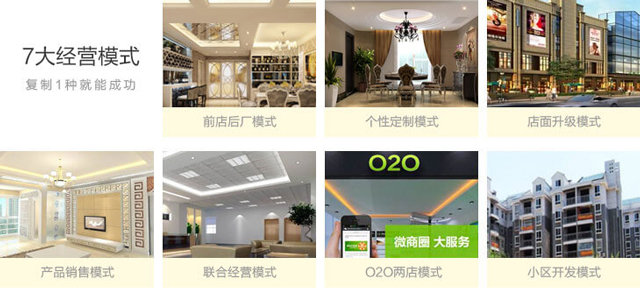 7大经营模式
复制1种就能成功
前店后厂模式
个性定制模式
店面升级模式
产品销售模式
联合经营模式
O2O
微商圈 大服务
O2O两店模式
小区开发模式